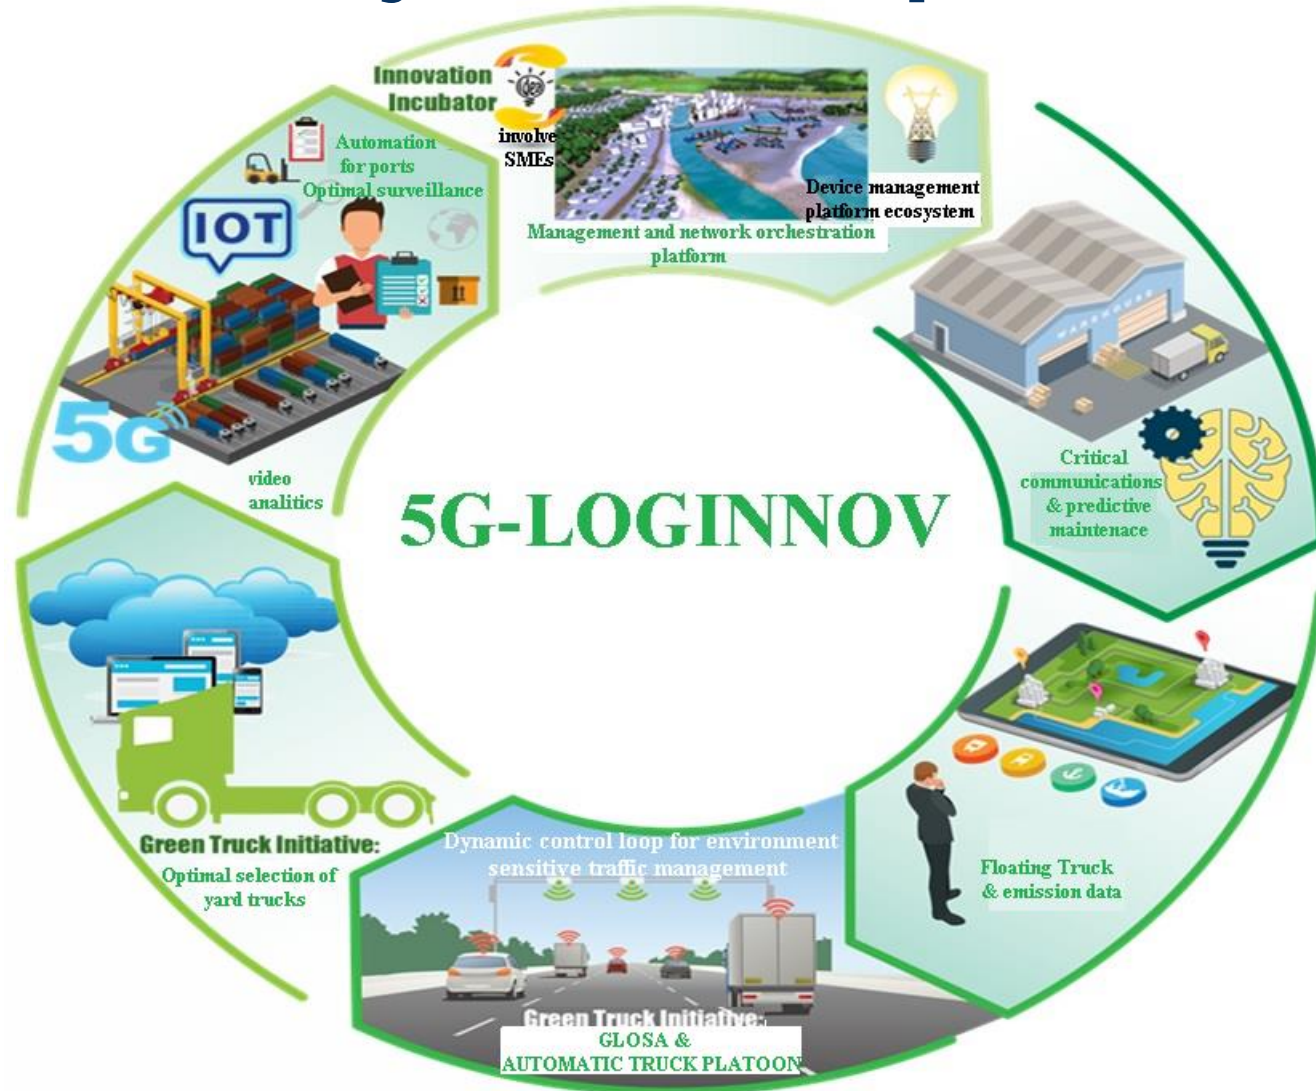 Innovation
Incubator
idea
involve
SMEs
Device management
platform ecosystem
Management and network orchestration
platform
Automation
for ports
Optimal surveillance
IOT
5G
video
analitics
WAREHOUSE
Critical
communications
& predictive
maintenace
5G-LOGINNOV
Floating Truck
& emission data
Dynamic control loop for environment
sensitive traffic management
Green Truck Initiative:
GLOSA &
AUTOMATIC TRUCK PLATOON
Green Truck Initiative:
Optimal selection of
yard trucks